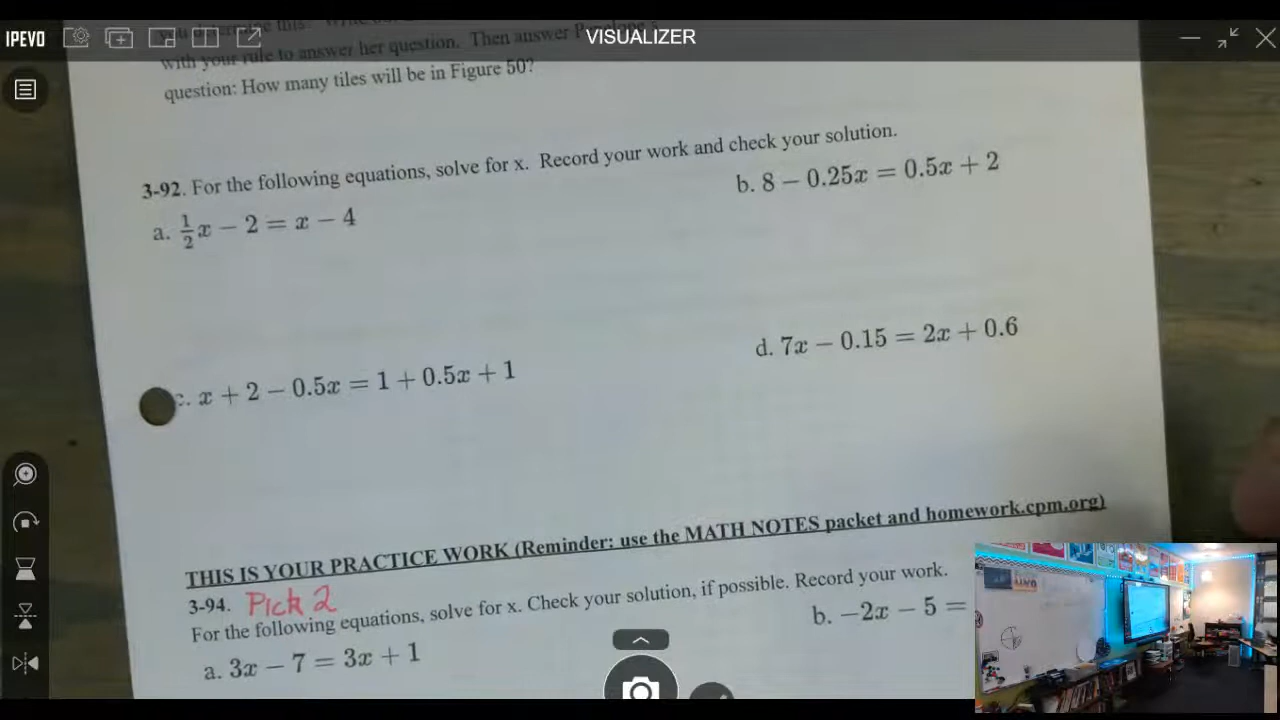 IPEVO
VISUALIZER
you determine this?
with your rule to answer her question. Then answer Penelope's
question: How many tiles will be in Figure 50?
3-92. For the following equations, solve for x. Record your work and check your solution.
a. ½x − 2 = x − 4
b. 8 − 0.25x = 0.5x + 2
c. x + 2 − 0.5x = 1 + 0.5x + 1
d. 7x − 0.15 = 2x + 0.6
THIS IS YOUR PRACTICE WORK (Reminder: use the MATH NOTES packet and homework.cpm.org)
3-94. Pick 2
For the following equations, solve for x. Check your solution, if possible. Record your work.
a. 3x − 7 = 3x + 1
b. −2x − 5 =